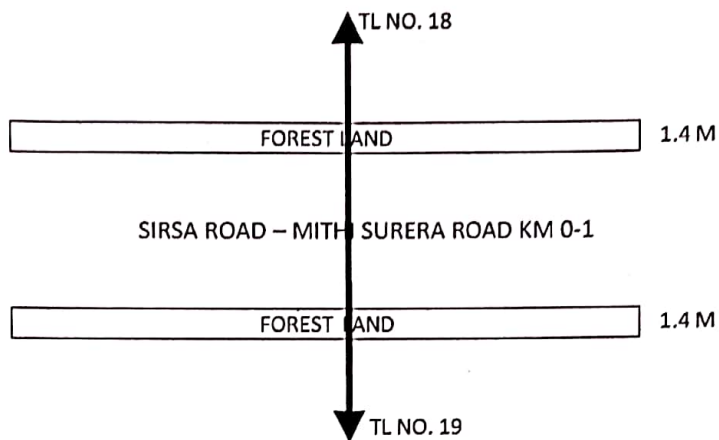 TL NO. 18
FOREST LAND
1.4 M
SIRSA ROAD – MITHI SURERA ROAD KM 0-1
FOREST LAND
1.4 M
TL NO. 19